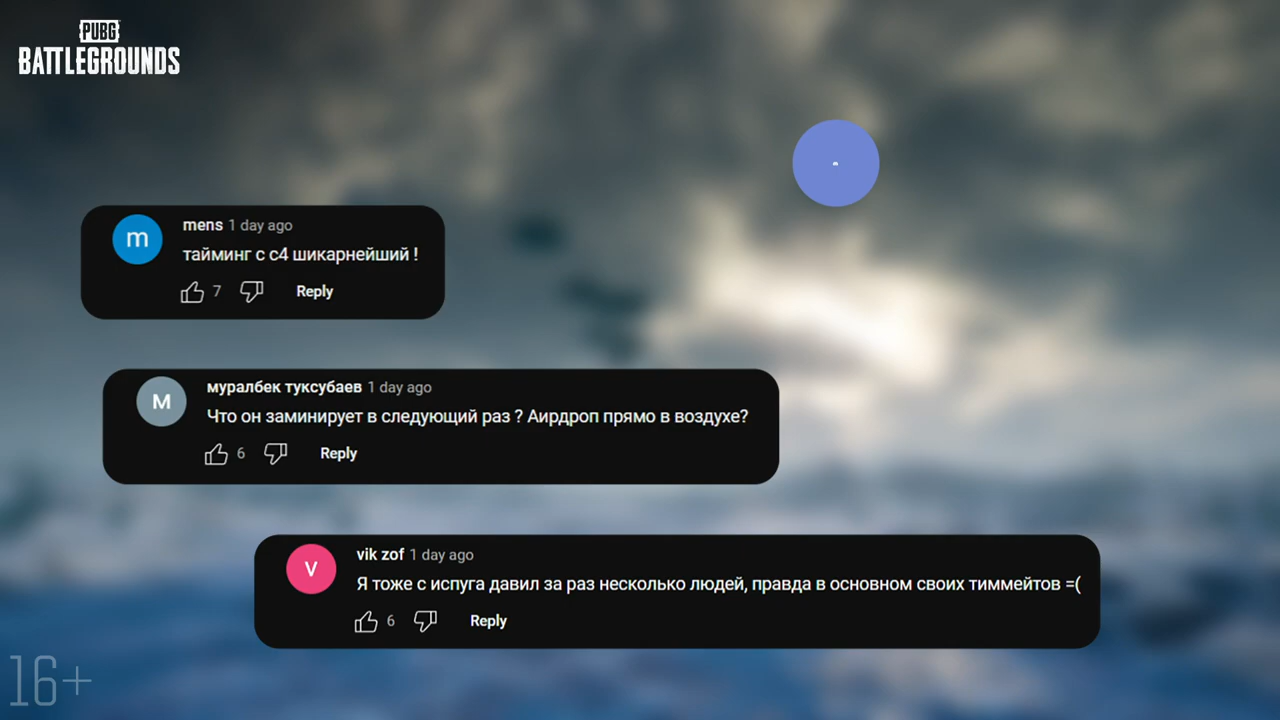 PUBG
BATTLEGROUNDS
m
mens 1 day ago
тайминг с с4 шикарнейший !
7 Reply
М
муралбек туксубаев 1 day ago
Что он заминирует в следующий раз ? Аирдроп прямо в воздухе?
6 Reply
V
vik zof 1 day ago
Я тоже с испуга давил за раз несколько людей, правда в основном своих тиммейтов =(
6 Reply
16+